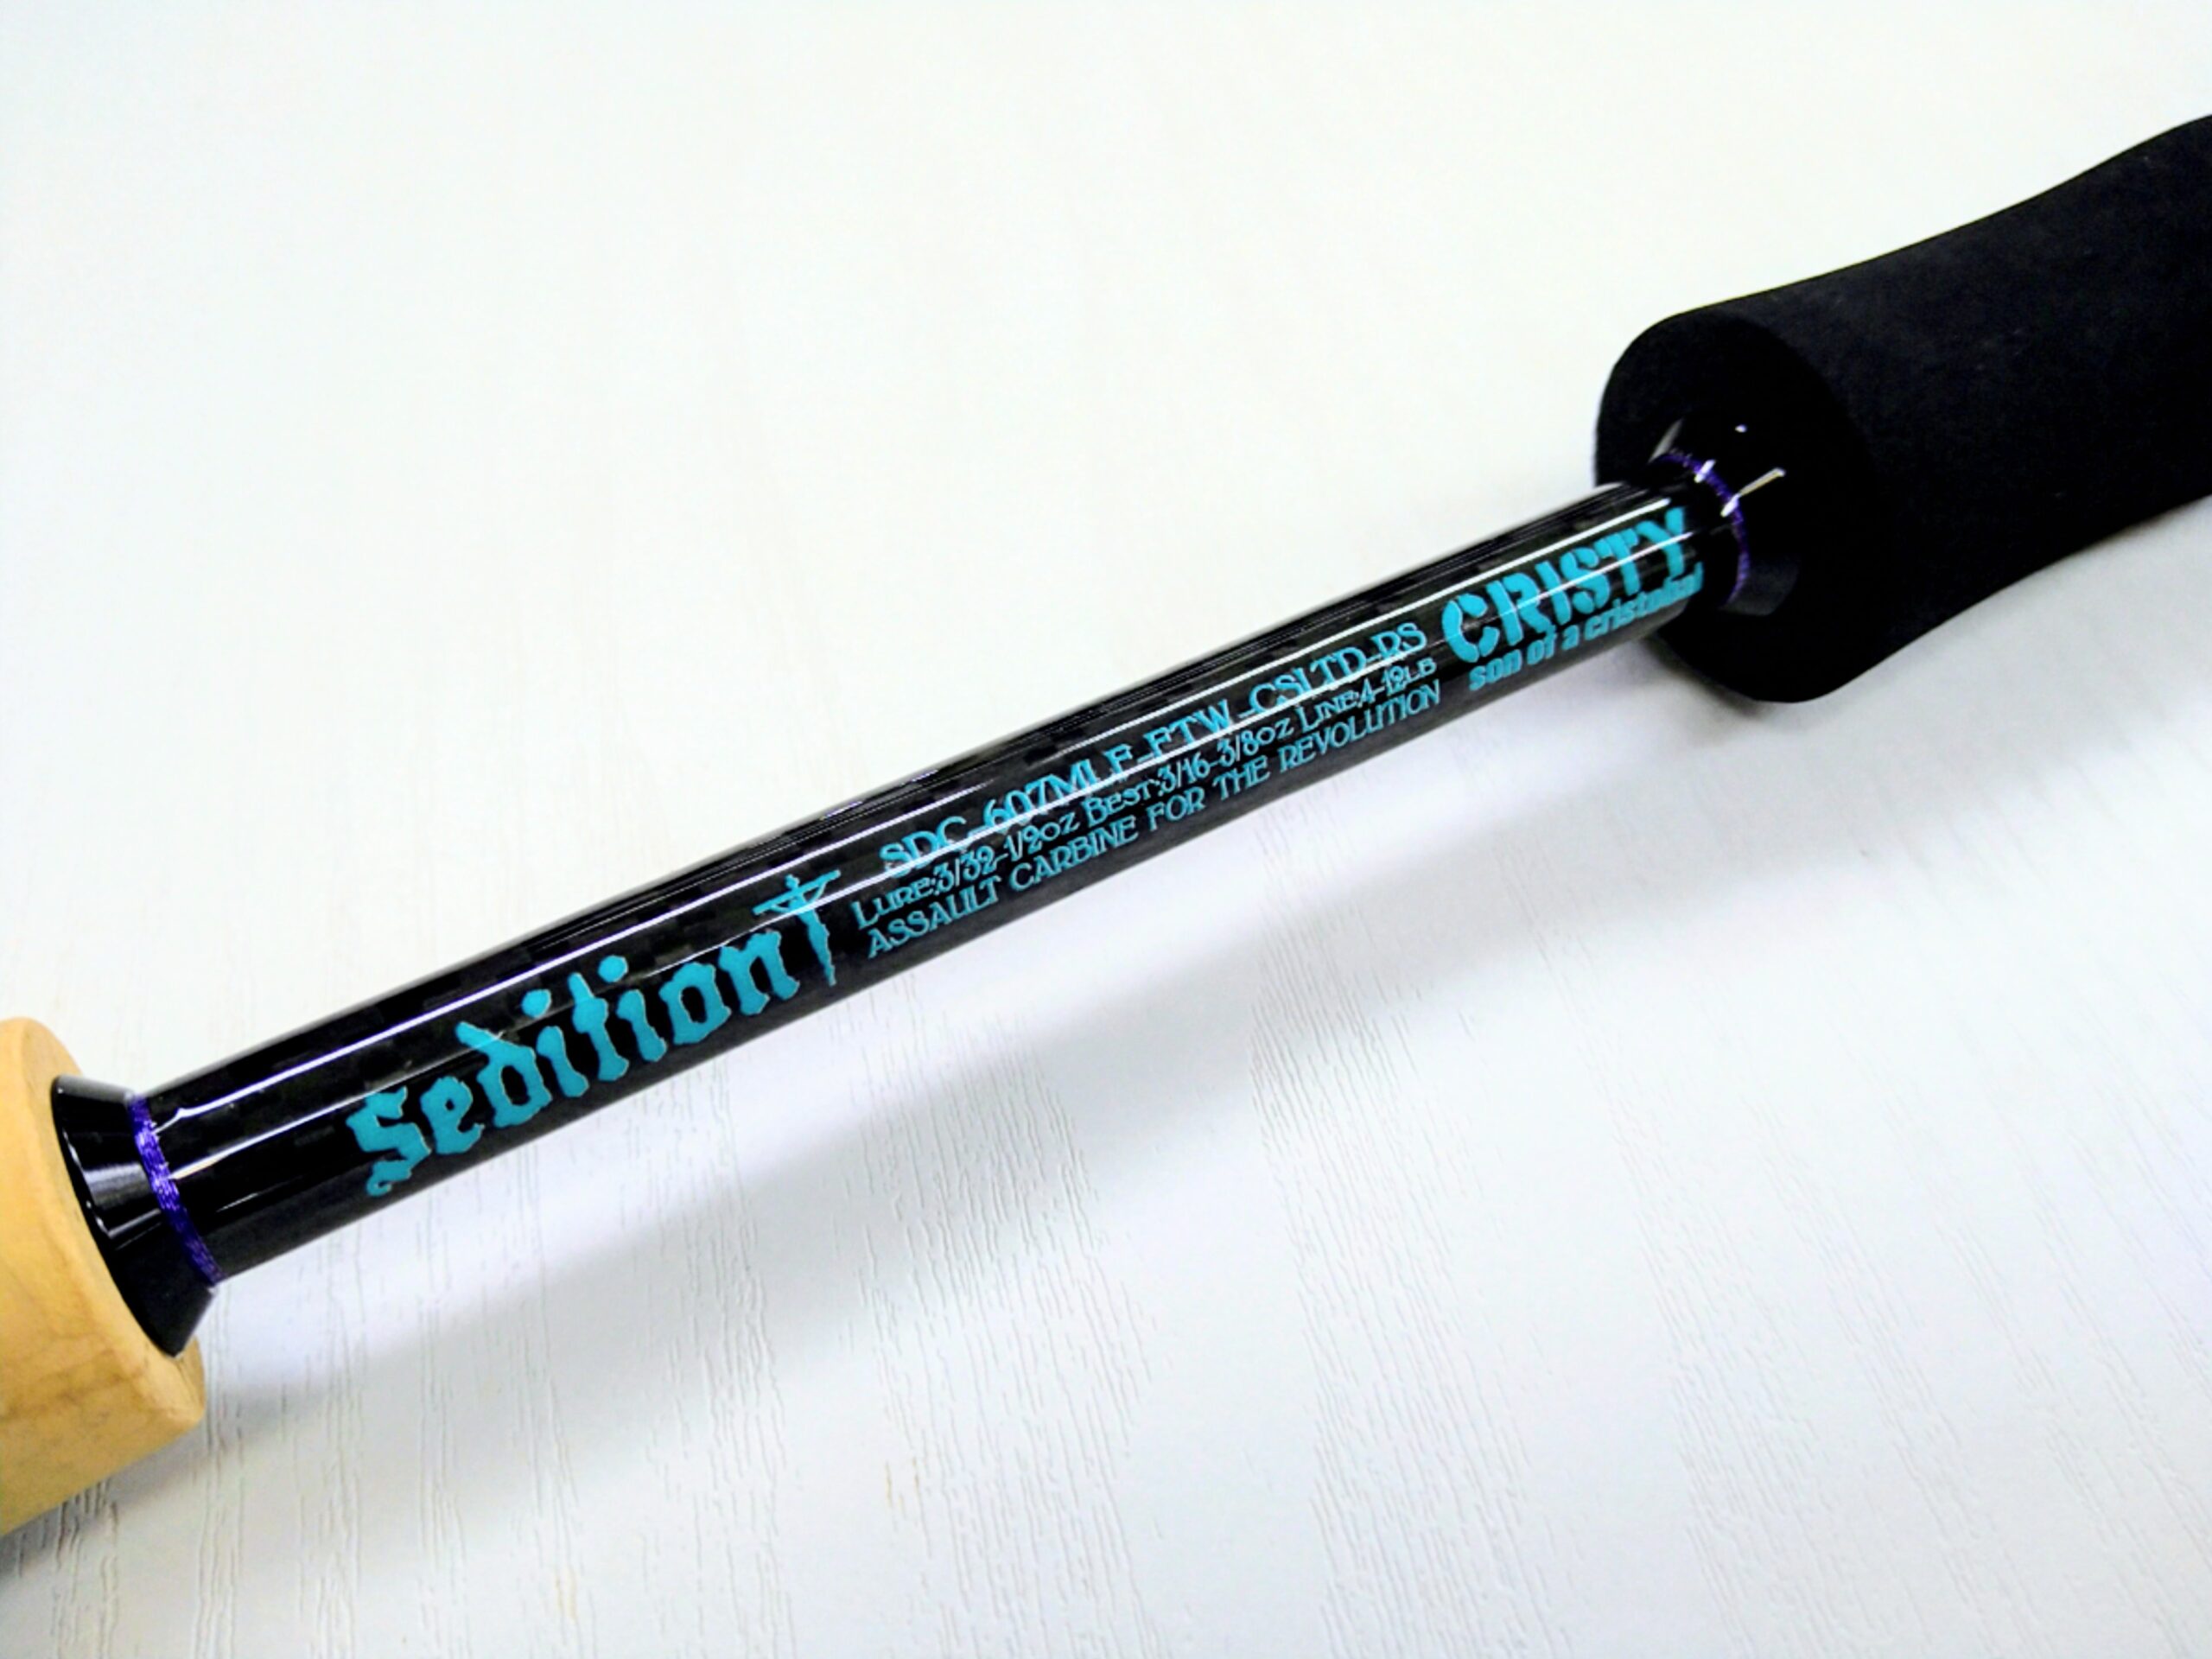 Sedition
SDC-607MLF-FTW-CSLTD-RS
LURE:3/32-1/2OZ BEST:3/16-3/8OZ LINE:4-12LB
ASSAULT CARBINE FOR THE REVOLUTION
CRISTY
son of a